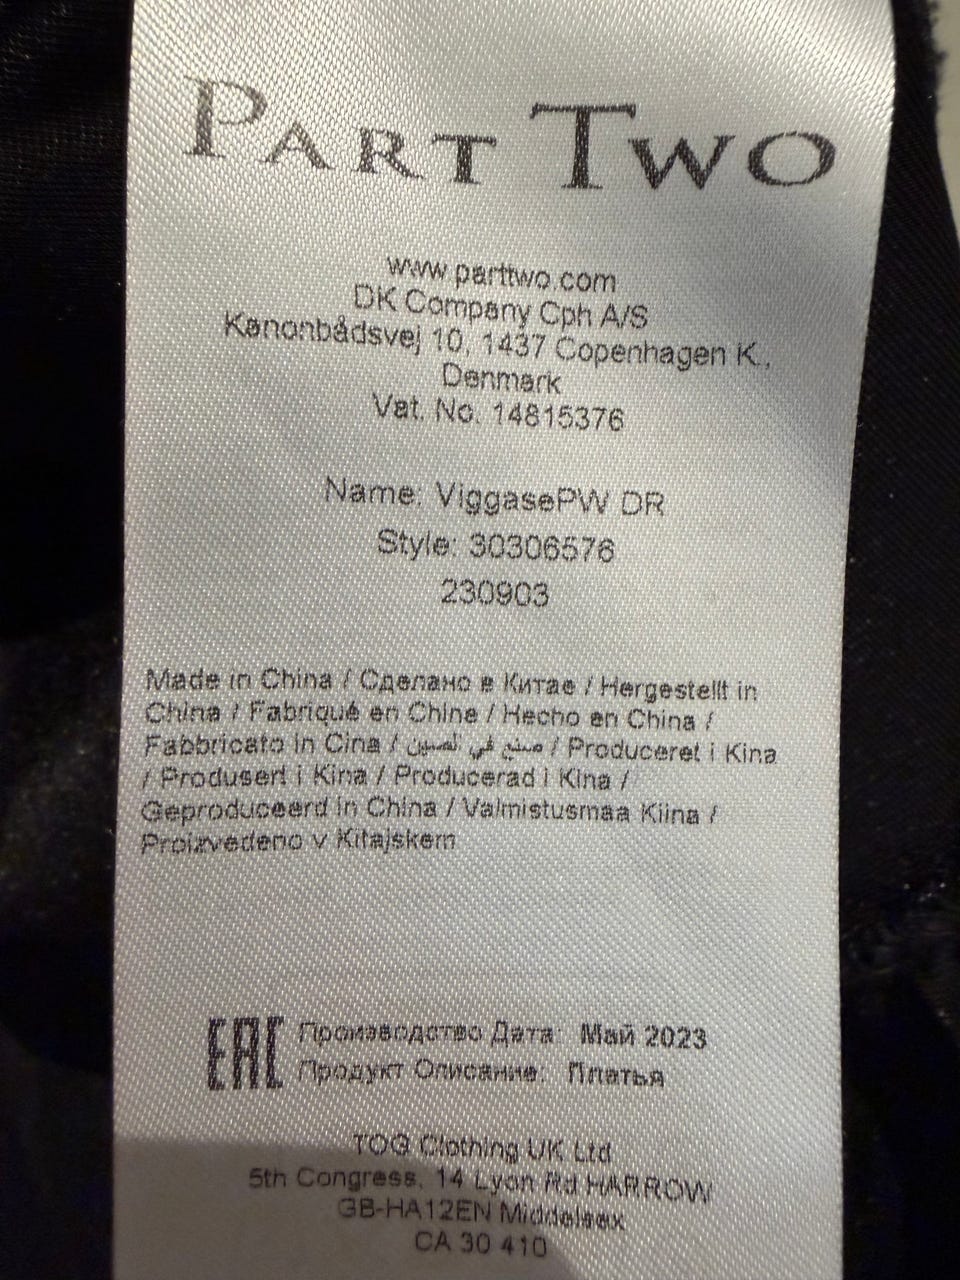 PART TWO
www.parttwo.com
DK Company Cph A/S
Kanonbådsvej 10, 1437 Copenhagen K.,
Denmark
Vat. No. 14815376
Name: ViggasePW DR
Style: 30306576
230903
Made in China / Сделано в Китае / Hergestellt in
China / Fabriqué en Chine / Hecho en China /
Fabbricato in Cina / صنع في الصين / Produceret i Kina
/ Produsert i Kina / Producerad i Kina /
Geproduceerd in China / Valmistusmaa Kiina /
Proizvedeno v Kitajskem
EAC Производство Дата: Май 2023
Продукт Описание: Платья
TOG Clothing UK Ltd
5th Congress, 14 Lyon Rd HARROW
GB-HA12EN Middelsex
CA 30 410